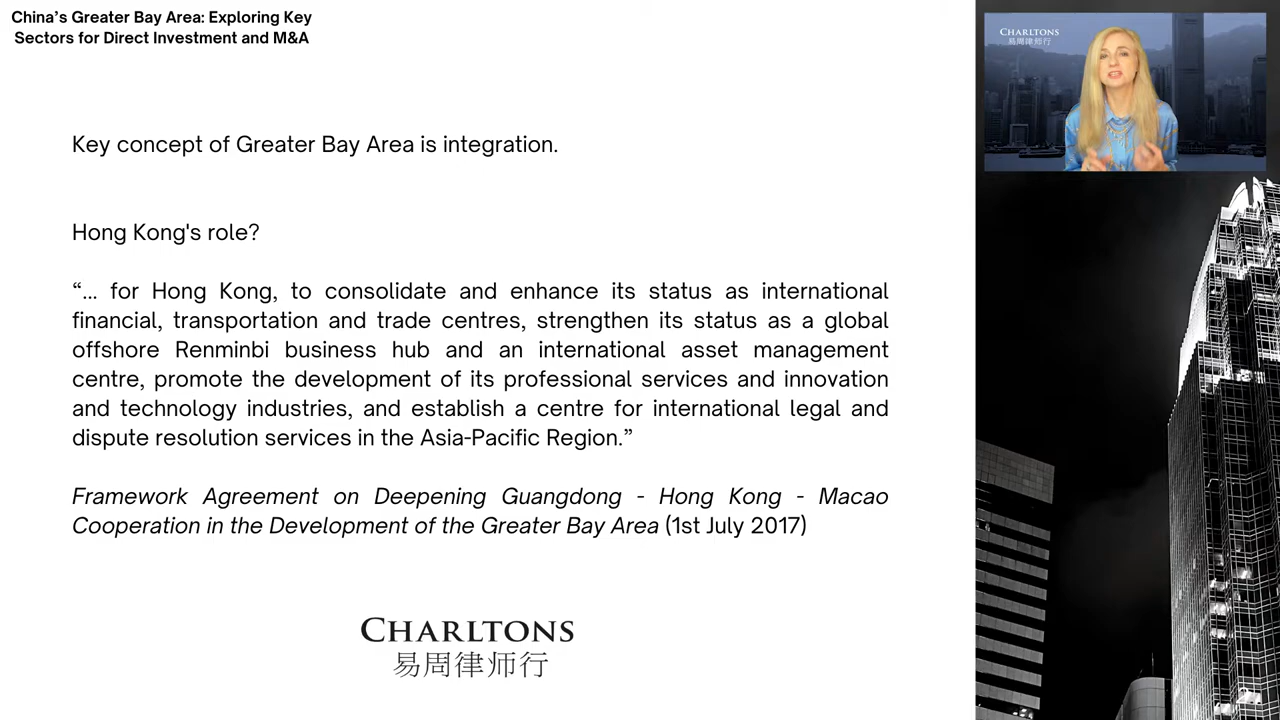 China’s Greater Bay Area: Exploring Key
Sectors for Direct Investment and M&A
Key concept of Greater Bay Area is integration.
Hong Kong's role?
“... for Hong Kong, to consolidate and enhance its status as international
financial, transportation and trade centres, strengthen its status as a global
offshore Renminbi business hub and an international asset management
centre, promote the development of its professional services and innovation
and technology industries, and establish a centre for international legal and
dispute resolution services in the Asia-Pacific Region.”
Framework Agreement on Deepening Guangdong - Hong Kong - Macao
Cooperation in the Development of the Greater Bay Area (1st July 2017)
CHARLTONS
易周律师行
CHARLTONS
易周律师行